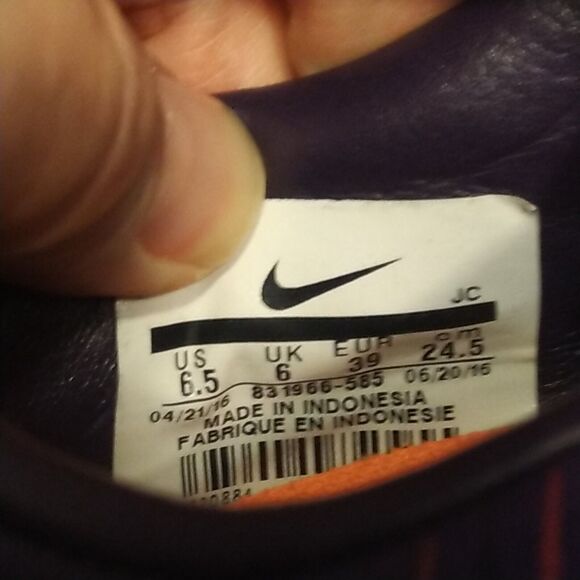 JC
US UK EUR cm
6.5 6 39 24.5
04/21/16 831966-585 06/20/16
MADE IN INDONESIA
FABRIQUE EN INDONESIE